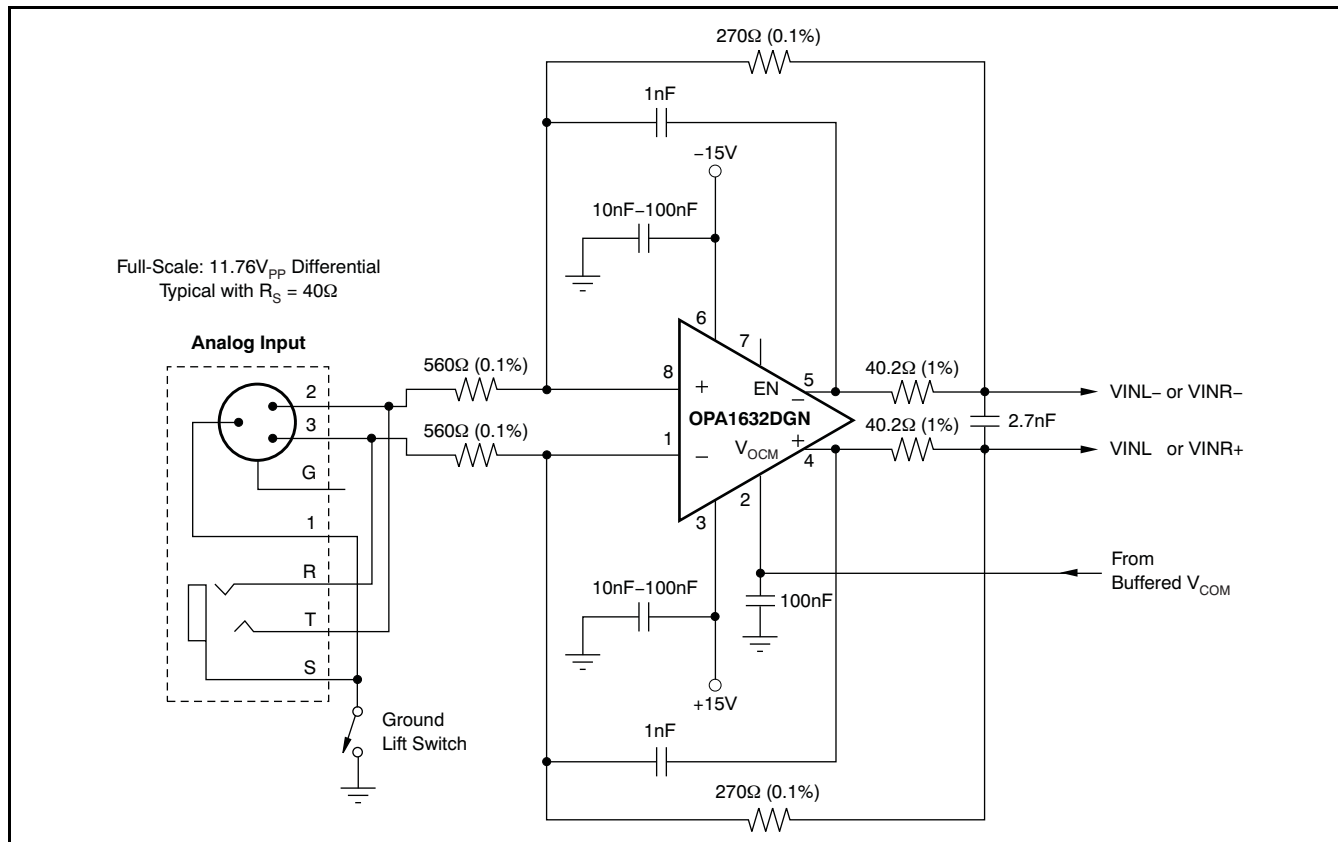 270Ω (0.1%)
1nF
−15V
10nF−100nF
Full-Scale: 11.76VPP Differential
Typical with RS = 40Ω
Analog Input
6
7
560Ω (0.1%)
40.2Ω (1%)
2
8
+
EN
5
−
VINL− or VINR−
OPA1632DGN
2.7nF
3
560Ω (0.1%)
40.2Ω (1%)
1
−
VOCM
+
4
VINL or VINR+
G
2
3
1
From
Buffered VCOM
R
10nF−100nF
100nF
T
S
+15V
Ground
Lift Switch
1nF
270Ω (0.1%)